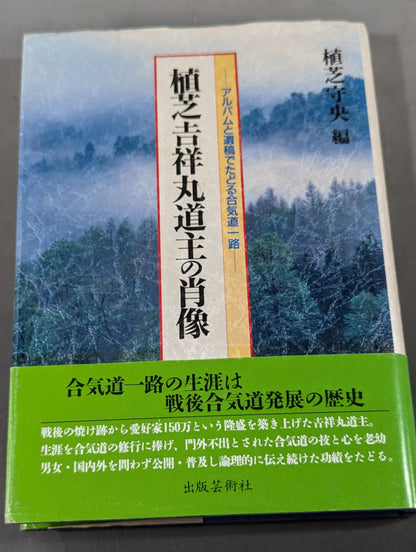 植芝守央 編
―アルバムと遺稿でたどる合気道一路―
植芝吉祥丸道主の肖像
合気道一路の生涯は
戦後合気道発展の歴史
戦後の焼け跡から愛好家150万という隆盛を築き上げた吉祥丸道主。
生涯を合気道の修行に捧げ、門外不出とされた合気道の技と心を老幼
男女・国内外を問わず公開・普及し論理的に伝え続けた功績をたどる。
出版芸術社